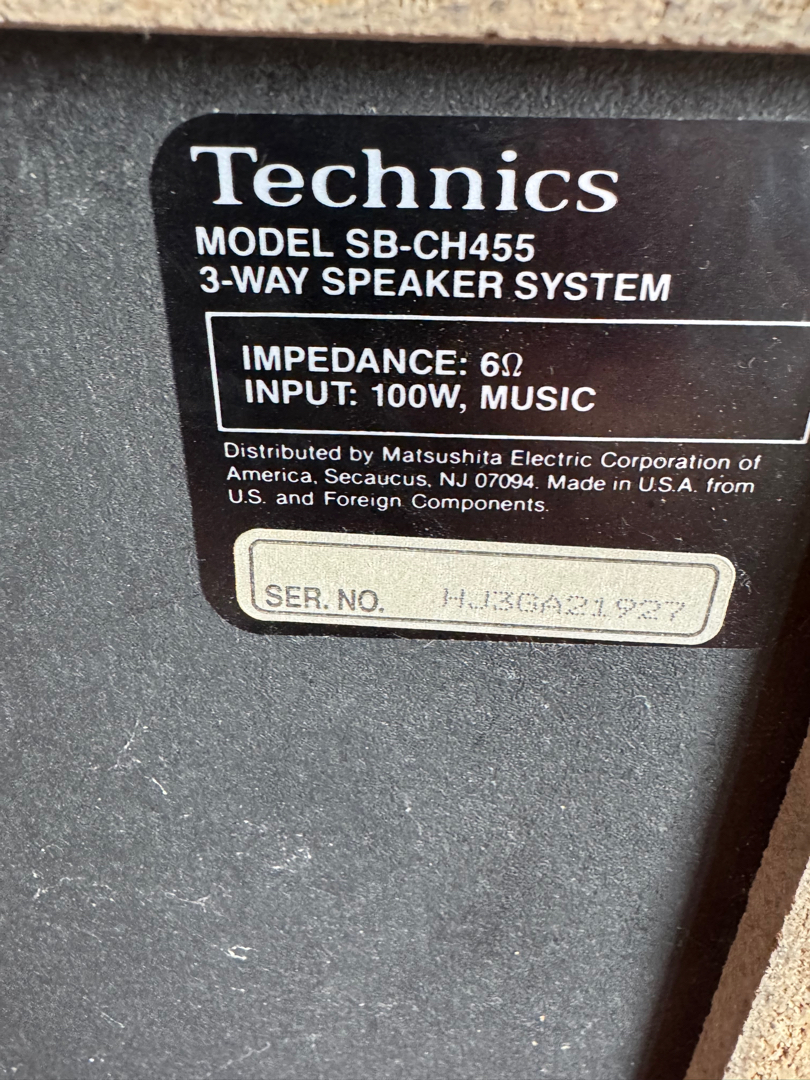 Technics
MODEL SB-CH455
3-WAY SPEAKER SYSTEM
IMPEDANCE: 6Ω
INPUT: 100W, MUSIC
Distributed by Matsushita Electric Corporation of
America, Secaucus, NJ 07094. Made in U.S.A. from
U.S. and Foreign Components.
SER. NO. HJ3GA21927